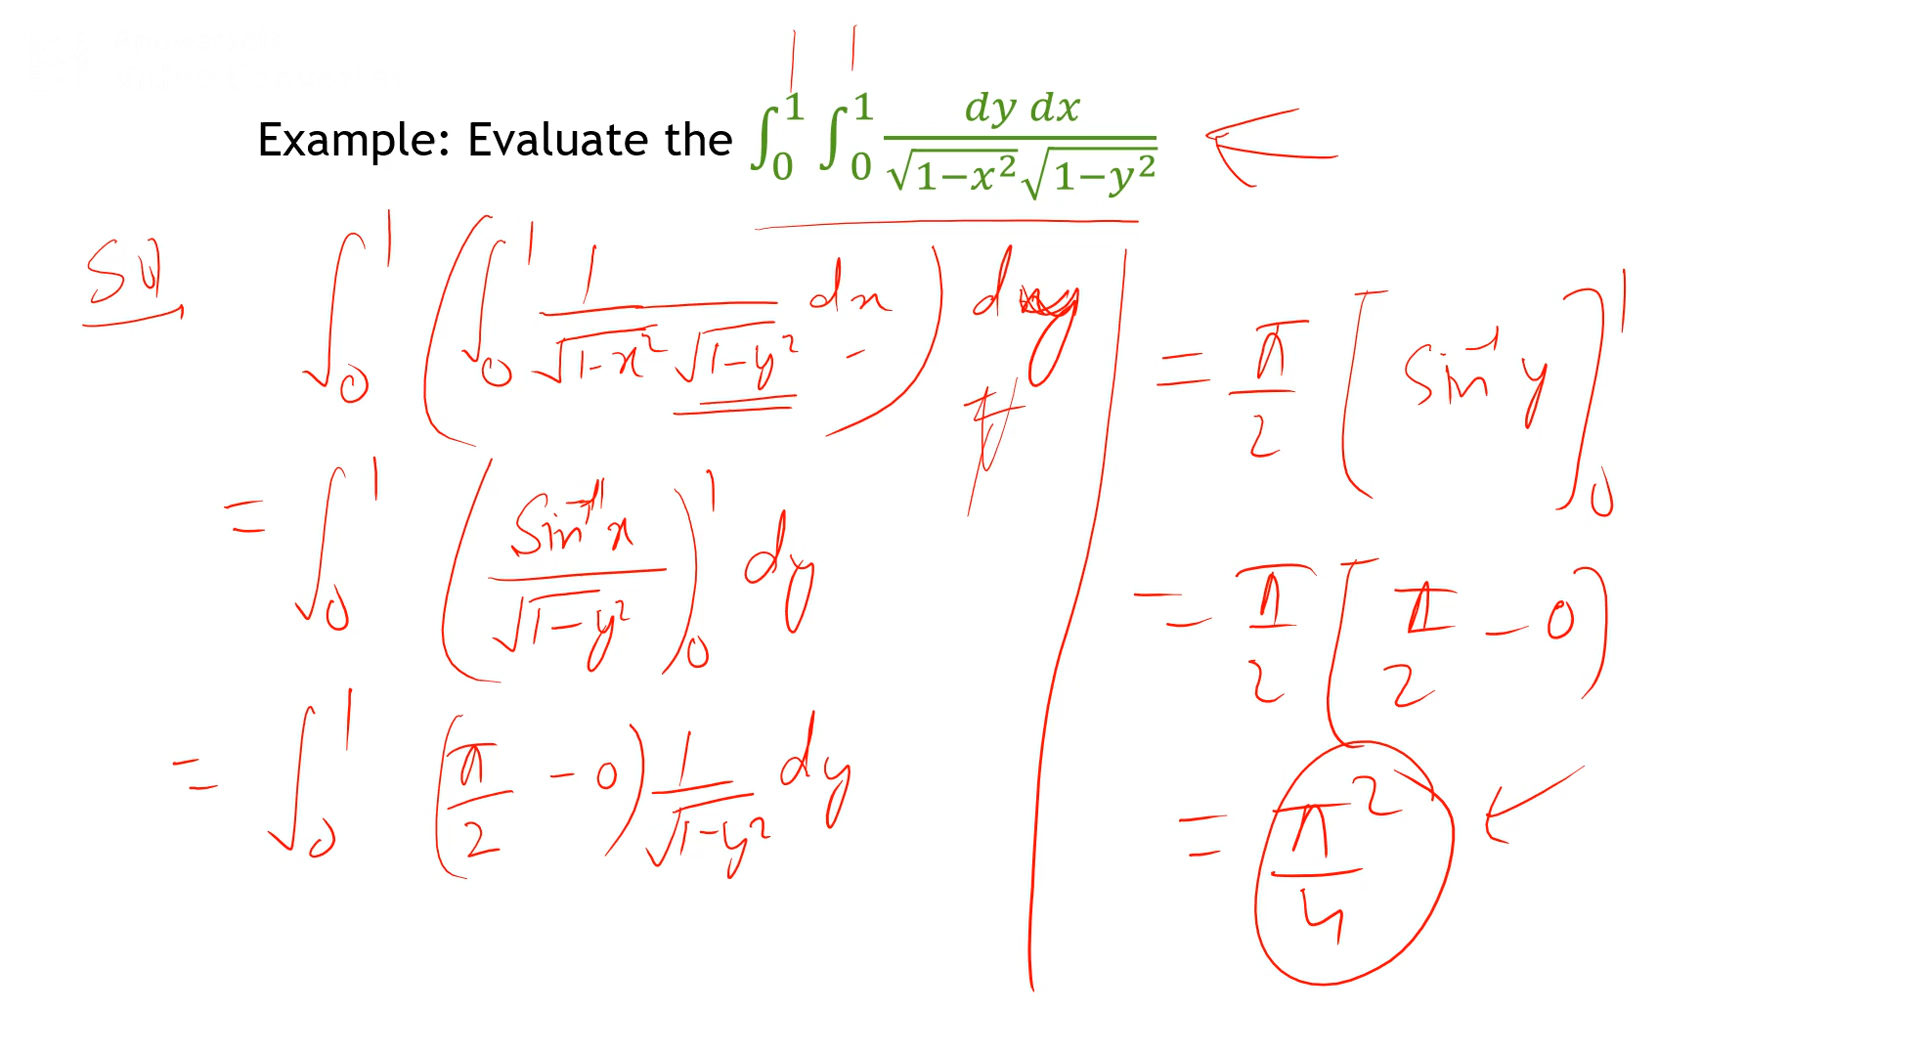 Example: Evaluate the ∫₀¹ ∫₀¹ dy dx / √(1−x²)√(1−y²)
Sol
∫₀¹ ( ∫₀¹ 1 / √(1-x²) √(1-y²) dx ) dy
= ∫₀¹ ( Sin⁻¹x / √(1-y²) )₀¹ dy
= ∫₀¹ ( π/2 - 0 ) 1/√(1-y²) dy
= π/2 [ Sin⁻¹ y ]₀¹
= π/2 [ π/2 - 0 ]
= π²/4